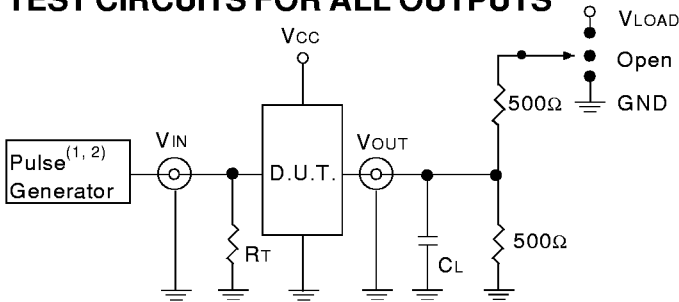 TEST CIRCUITS FOR ALL OUTPUTS
VLOAD
VCC
Open
500Ω
GND
VIN
VOUT
Pulse(1, 2)
Generator
D.U.T.
RT
CL
500Ω